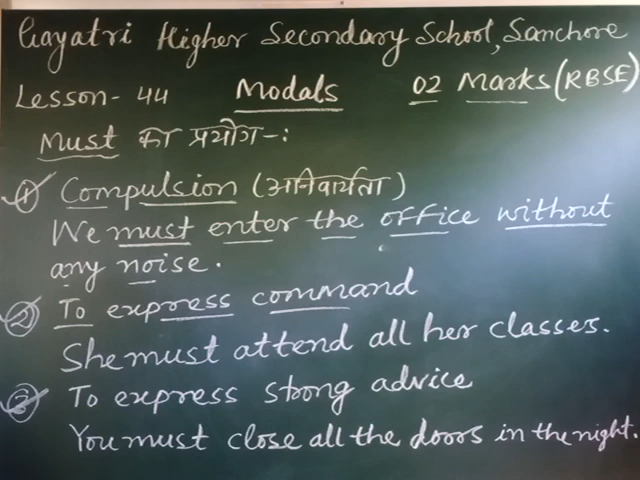 Gayatri Higher Secondary School, Sanchore
Lesson- 44 Modals 02 Marks (RBSE)
Must का प्रयोग-:
1 Compulsion (अनिवार्यता)
We must enter the office without
any noise.
2 To express command
She must attend all her classes.
3 To express strong advice
You must close all the doors in the night.